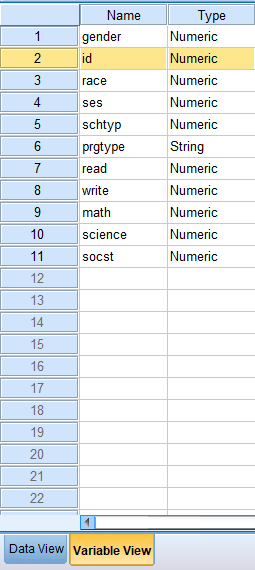 Name Type
1 gender Numeric
2 id Numeric
3 race Numeric
4 ses Numeric
5 schtyp Numeric
6 prgtype String
7 read Numeric
8 write Numeric
9 math Numeric
10 science Numeric
11 socst Numeric
12
13
14
15
16
17
18
19
20
21
22
Data View Variable View